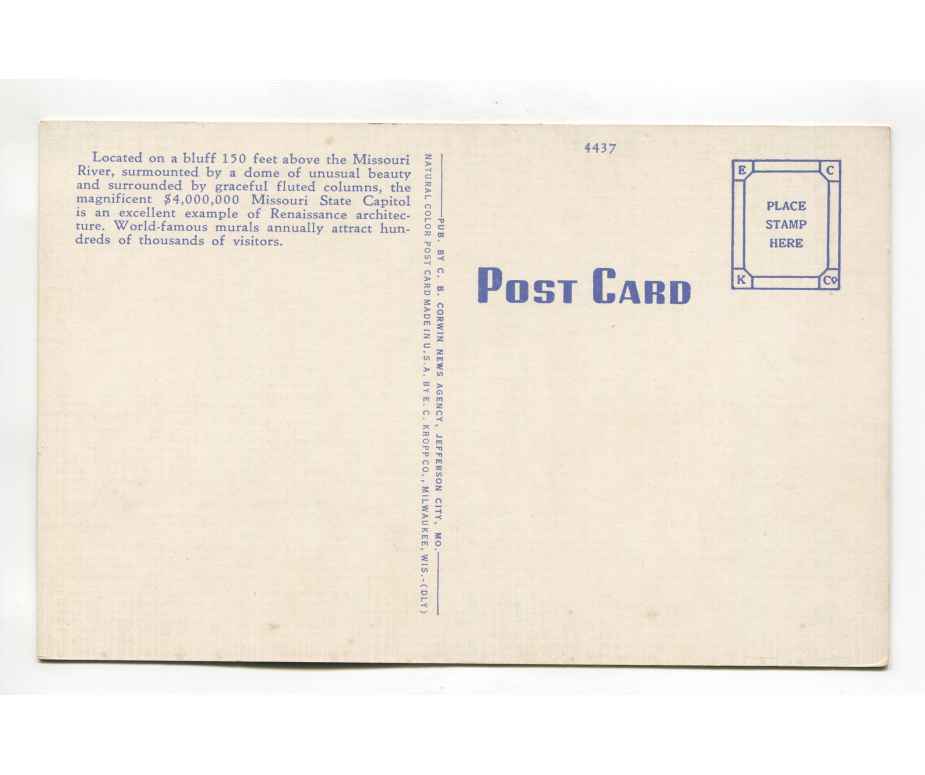 Located on a bluff 150 feet above the Missouri
River, surmounted by a dome of unusual beauty
and surrounded by graceful fluted columns, the
magnificent $4,000,000 Missouri State Capitol
is an excellent example of Renaissance architec-
ture. World-famous murals annually attract hun-
dreds of thousands of visitors.
PUB. BY C. B. CORWIN NEWS AGENCY, JEFFERSON CITY, MO.
NATURAL COLOR POST CARD MADE IN U.S.A. BY E. C. KROPP CO., MILWAUKEE, WIS.-(DLY)
4437
POST CARD
E C
PLACE
STAMP
HERE
K Co